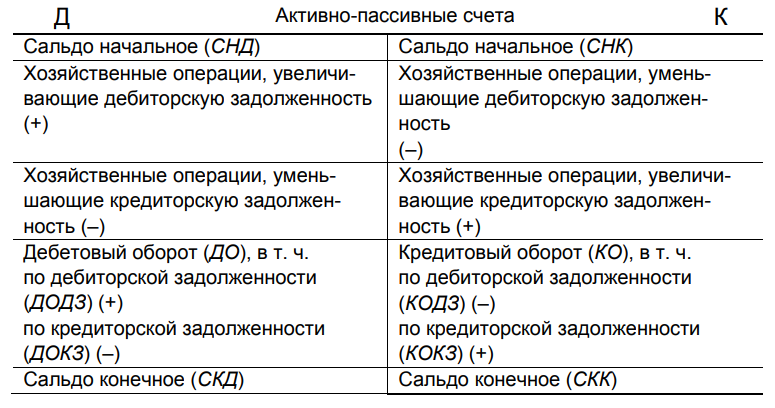 Д Активно-пассивные счета К
Сальдо начальное (СНД)
Сальдо начальное (СНК)
Хозяйственные операции, увеличи-
вающие дебиторскую задолженность
(+)
Хозяйственные операции, умень-
шающие дебиторскую задолжен-
ность
(–)
Хозяйственные операции, умень-
шающие кредиторскую задолжен-
ность (–)
Хозяйственные операции, увеличи-
вающие кредиторскую задолжен-
ность (+)
Дебетовый оборот (ДО), в т. ч.
по дебиторской задолженности
(ДОДЗ) (+)
по кредиторской задолженности
(ДОКЗ) (–)
Кредитовый оборот (КО), в т. ч.
по дебиторской задолженности
(КОДЗ) (–)
по кредиторской задолженности
(КОКЗ) (+)
Сальдо конечное (СКД)
Сальдо конечное (СКК)